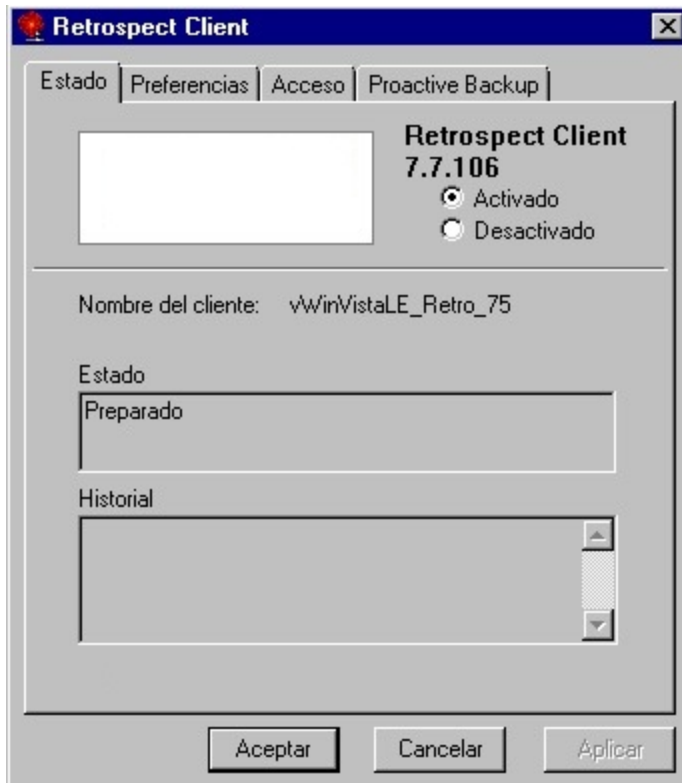 Retrospect Client
Estado Preferencias Acceso Proactive Backup
Retrospect Client
7.7.106
Activado
Desactivado
Nombre del cliente: vWinVistaLE_Retro_75
Estado
Preparado
Historial
Aceptar Cancelar Aplicar